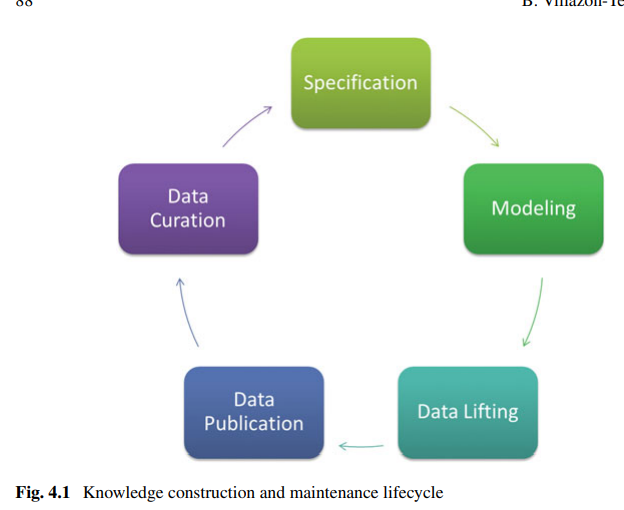 Specification
Modeling
Data Lifting
Data
Publication
Data
Curation
Fig. 4.1 Knowledge construction and maintenance lifecycle